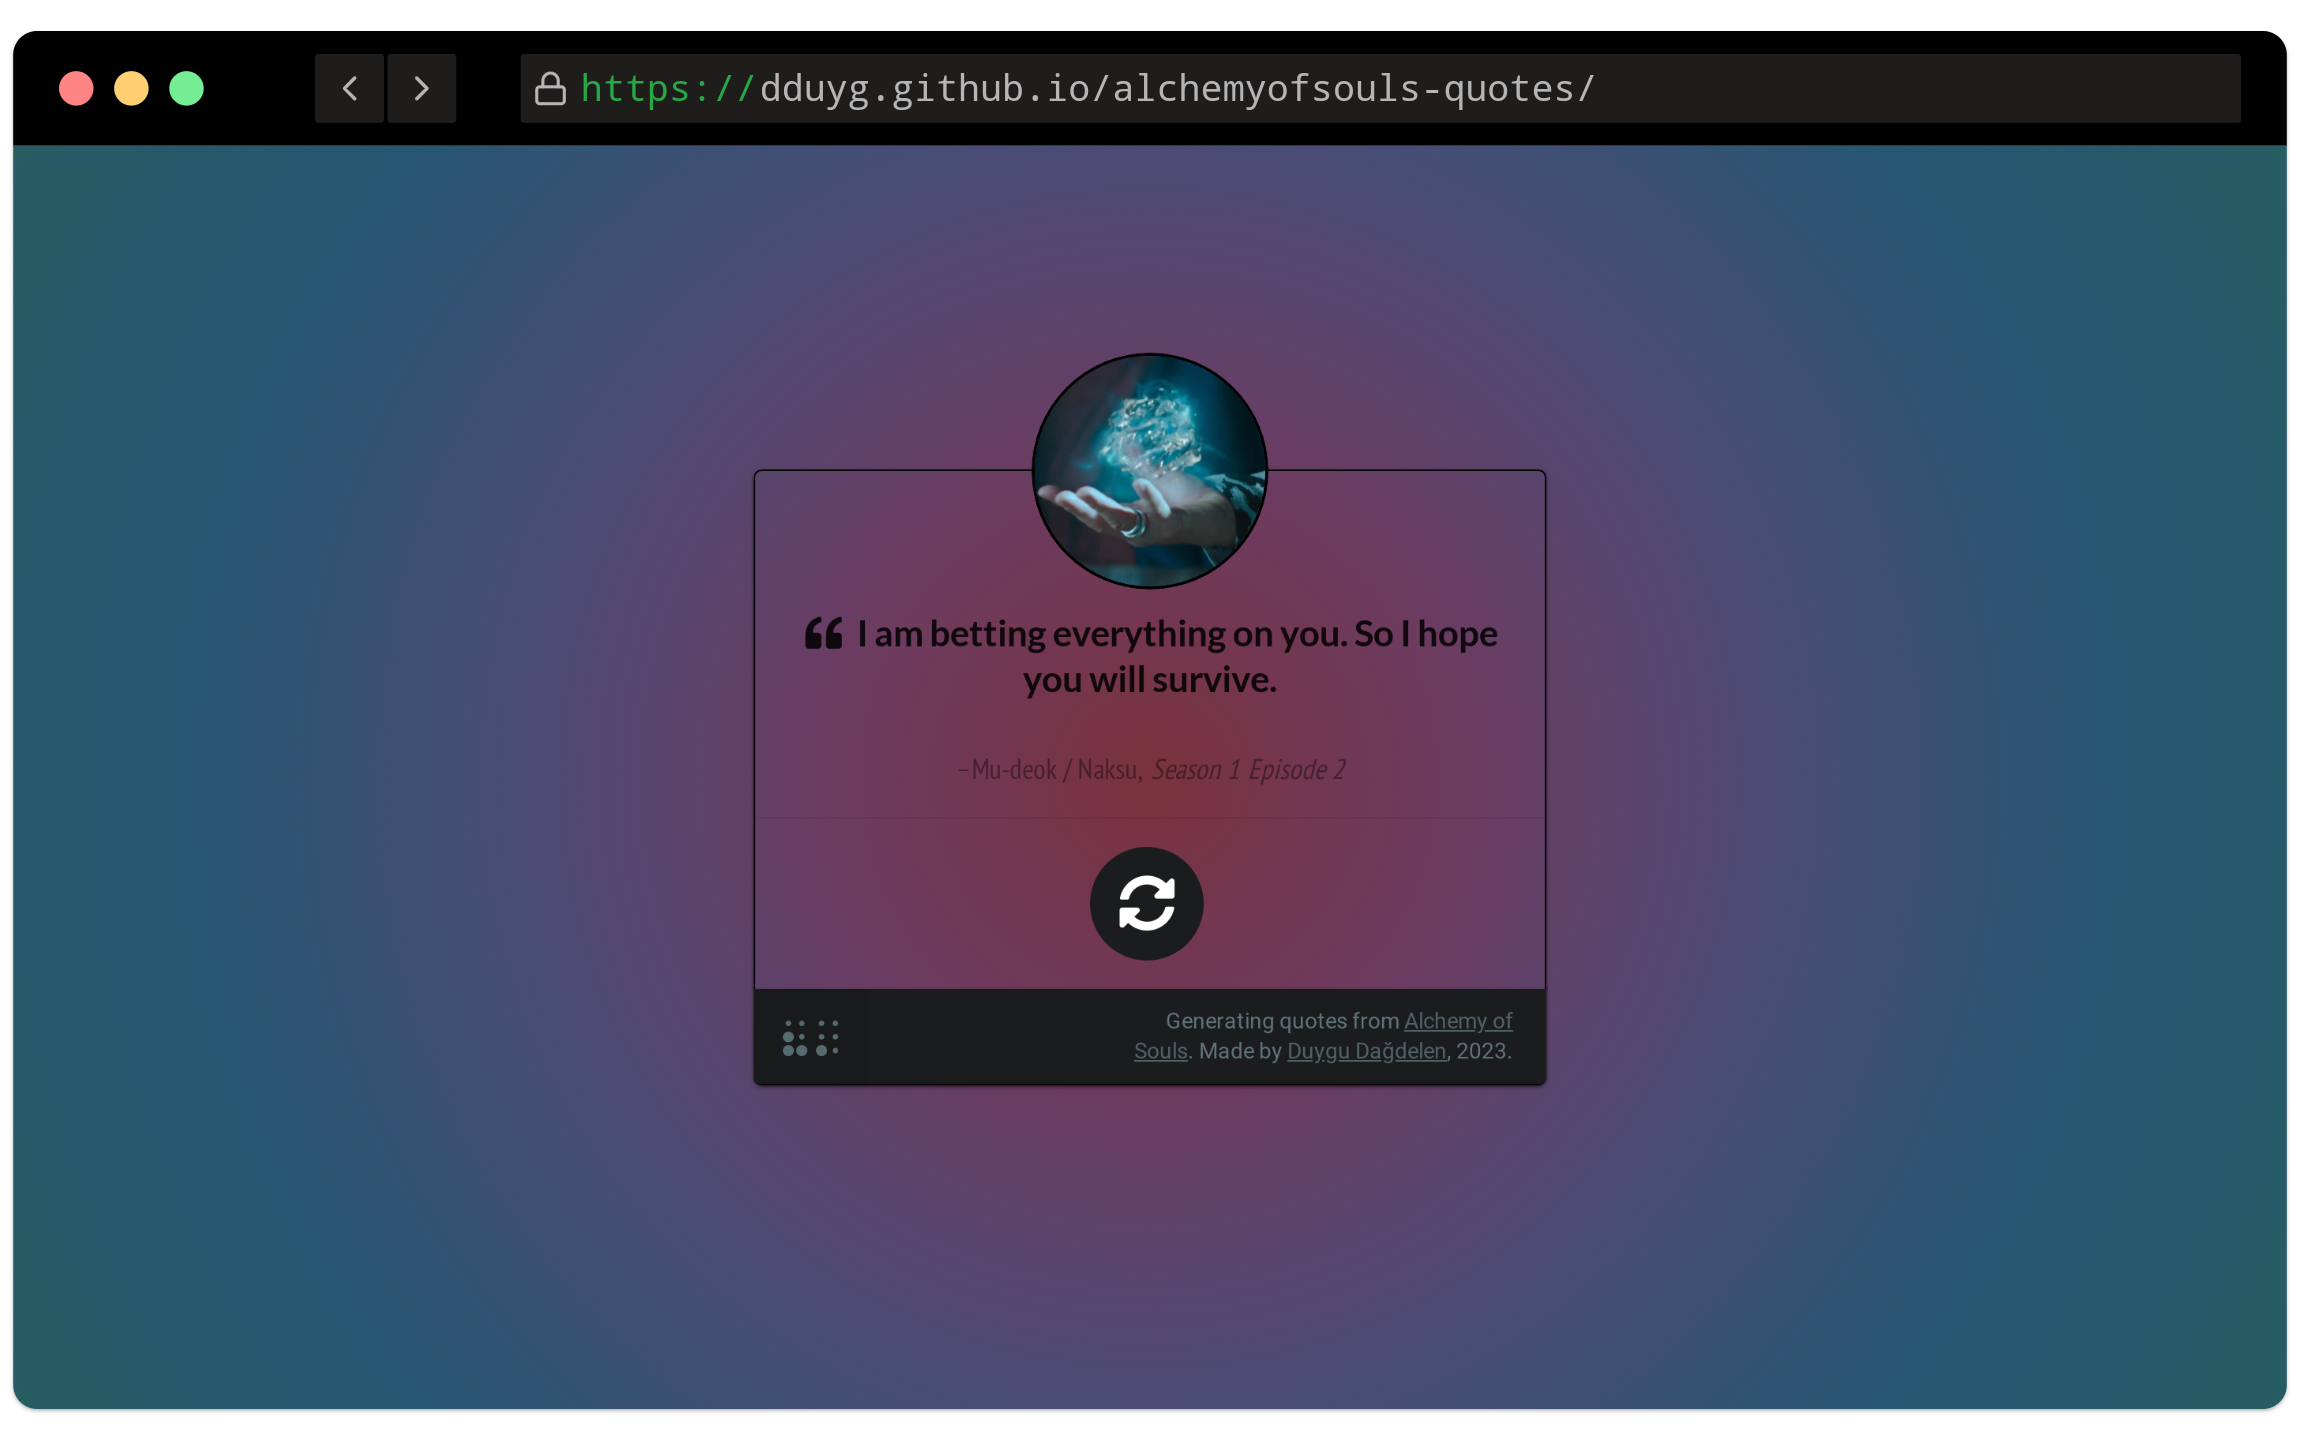 https://dduyg.github.io/alchemyofsouls-quotes/
“ I am betting everything on you. So I hope
you will survive.
–Mu-deok / Naksu, Season 1 Episode 2
Generating quotes from Alchemy of
Souls. Made by Duygu Dağdelen, 2023.